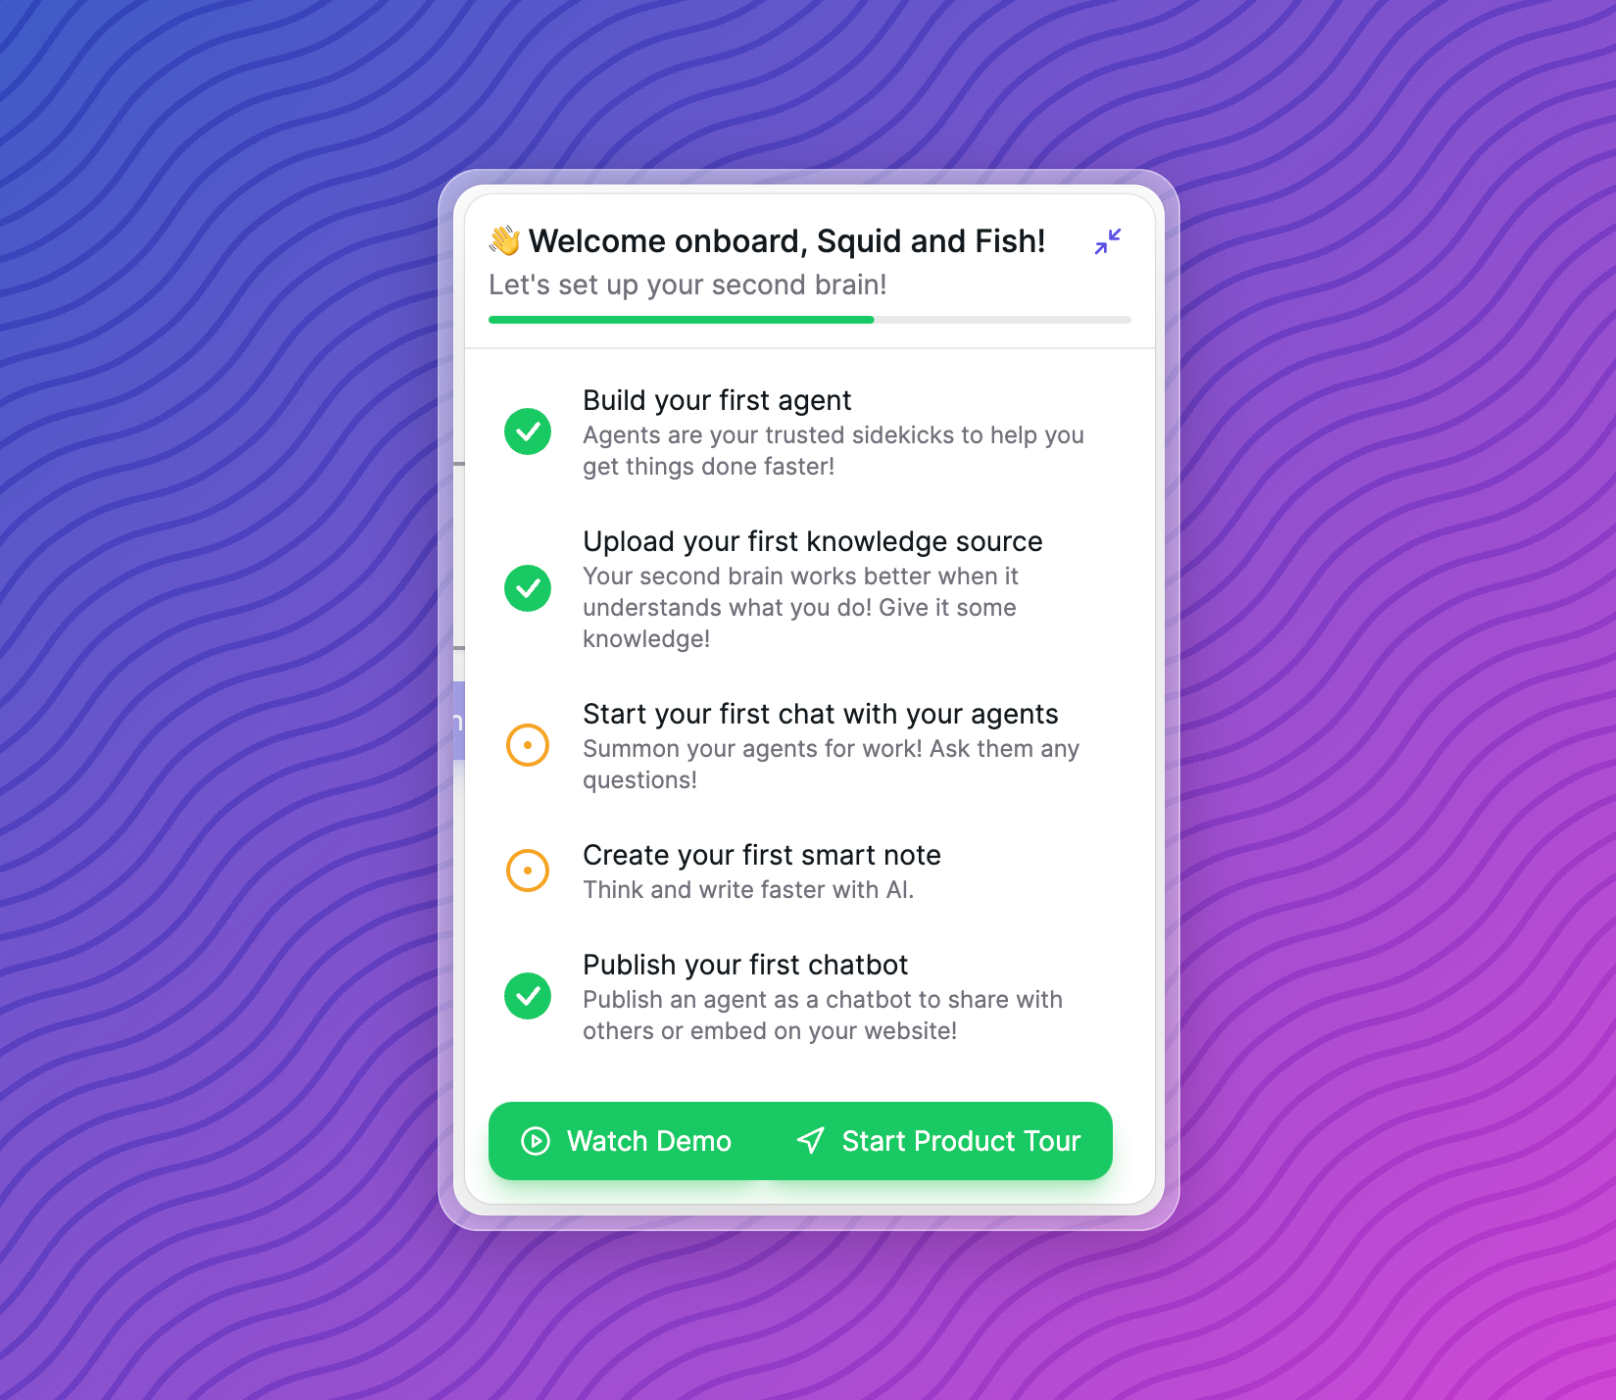 👋 Welcome onboard, Squid and Fish!
Let's set up your second brain!
Build your first agent
Agents are your trusted sidekicks to help you
get things done faster!
Upload your first knowledge source
Your second brain works better when it
understands what you do! Give it some
knowledge!
Start your first chat with your agents
Summon your agents for work! Ask them any
questions!
Create your first smart note
Think and write faster with AI.
Publish your first chatbot
Publish an agent as a chatbot to share with
others or embed on your website!
Watch Demo
Start Product Tour